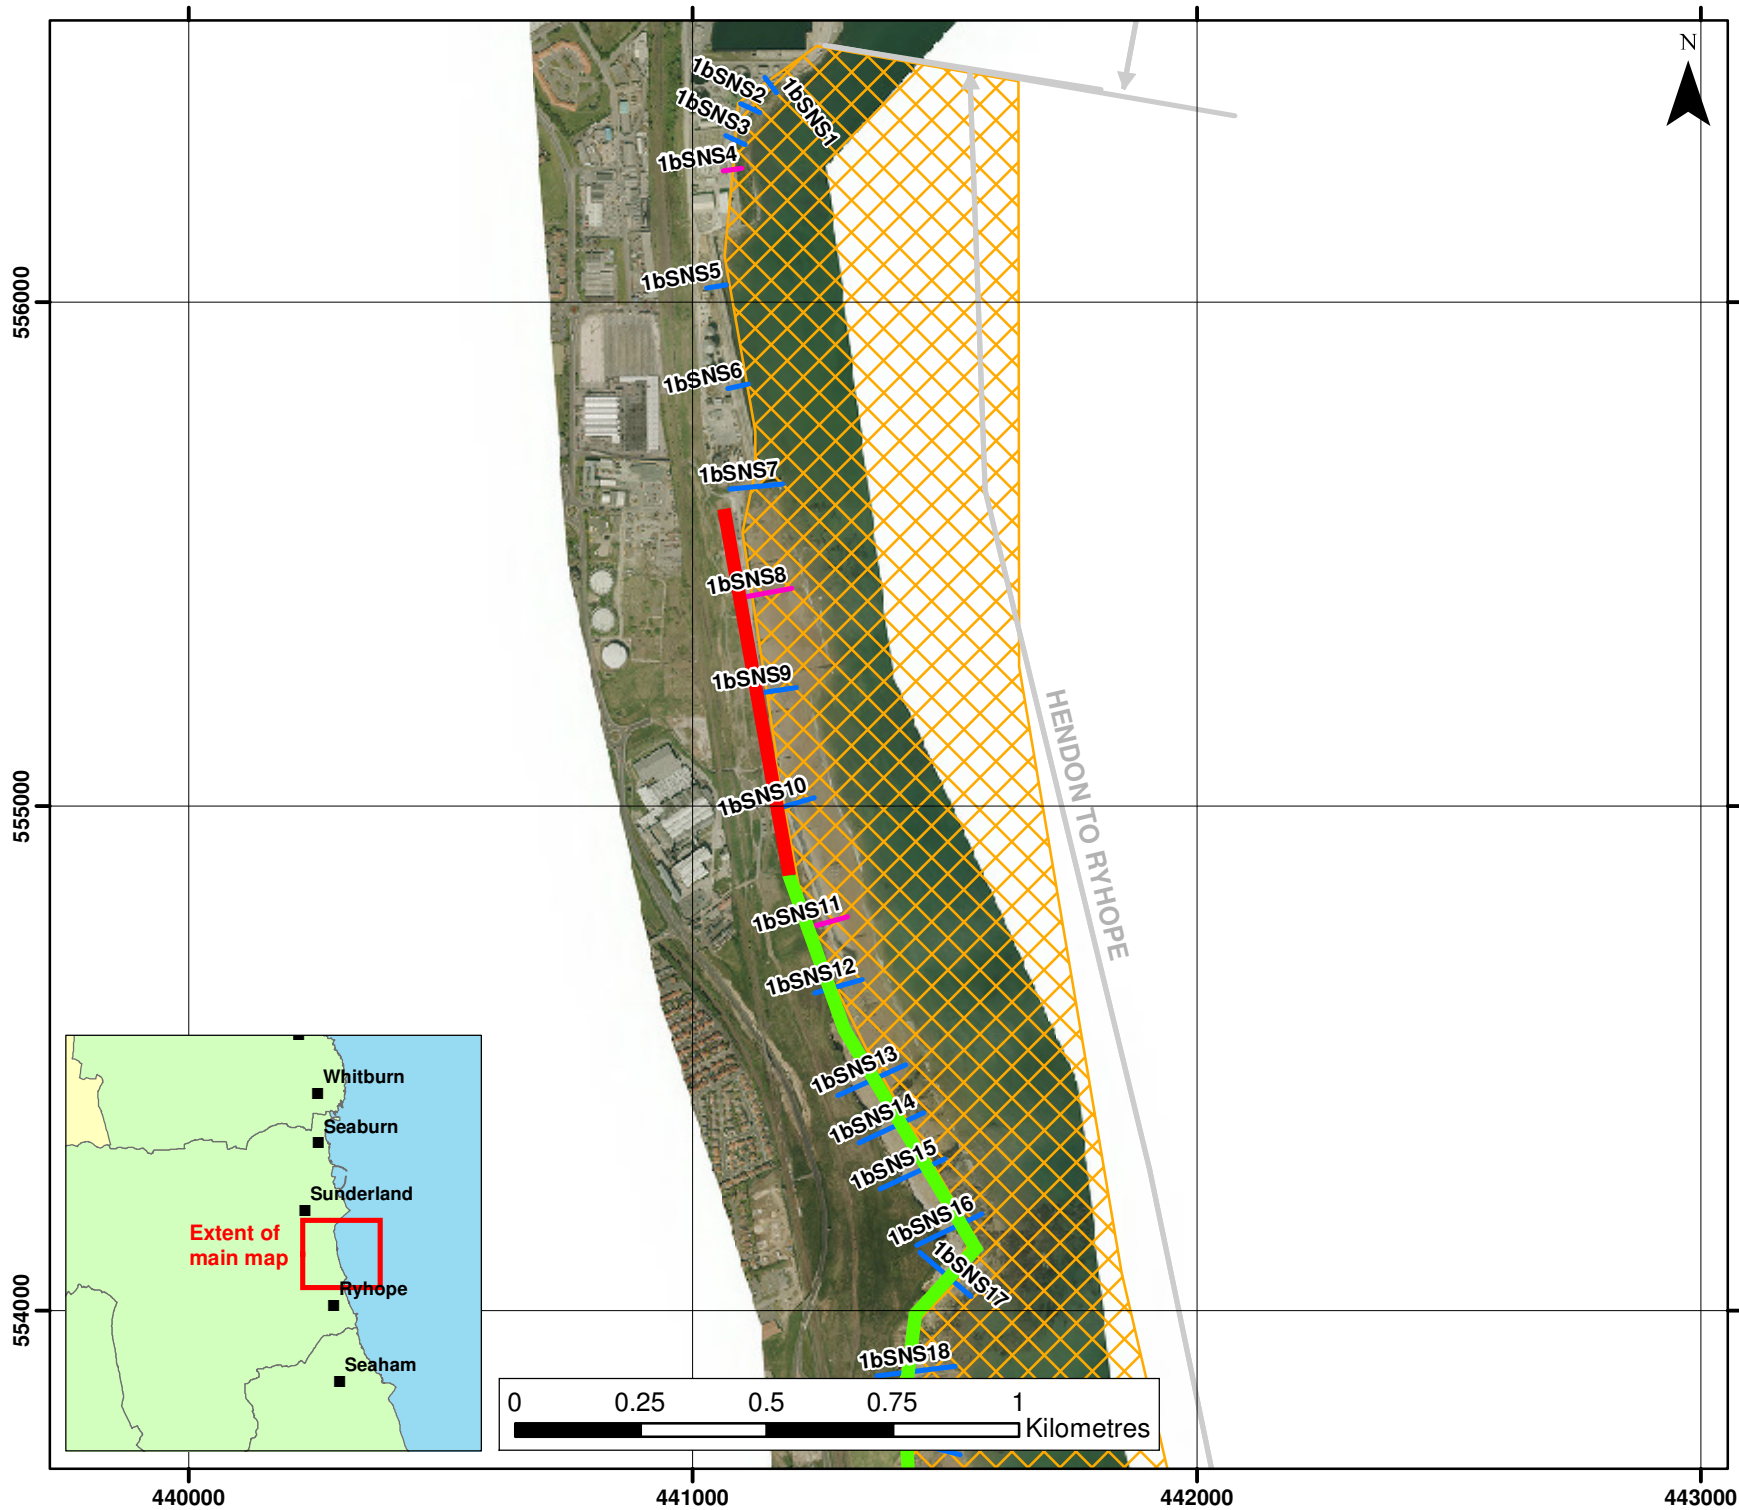 N
1bSNS1
1bSNS2
1bSNS3
1bSNS4
1bSNS5
1bSNS6
1bSNS7
1bSNS8
1bSNS9
1bSNS10
1bSNS11
1bSNS12
1bSNS13
1bSNS14
1bSNS15
1bSNS16
1bSNS17
1bSNS18
HENDON TO RYHOPE
556000
555000
554000
Whitburn
Seaburn
Sunderland
Extent of
main map
Ryhope
Seaham
0 0.25 0.5 0.75 1
Kilometres
440000 441000 442000 443000